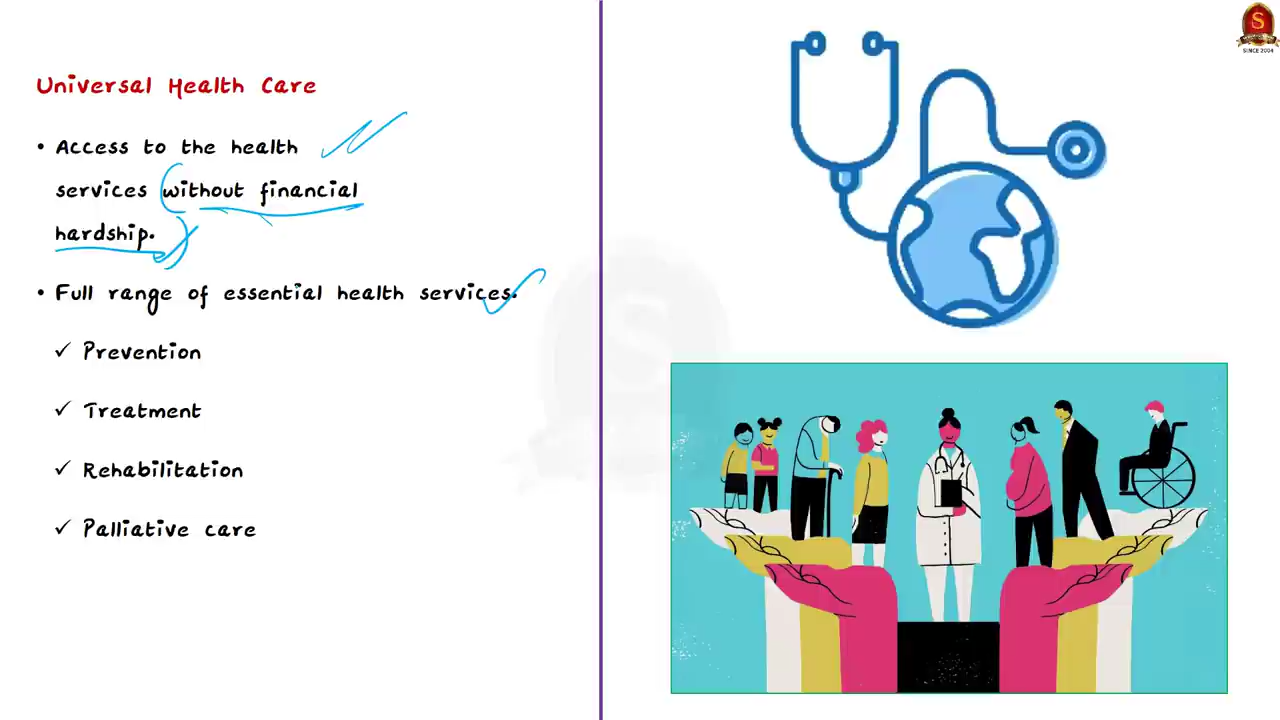 Universal Health Care
• Access to the health
services without financial
hardship.
• Full range of essential health services.
✓ Prevention
✓ Treatment
✓ Rehabilitation
✓ Palliative care
S
SINCE 2004
S